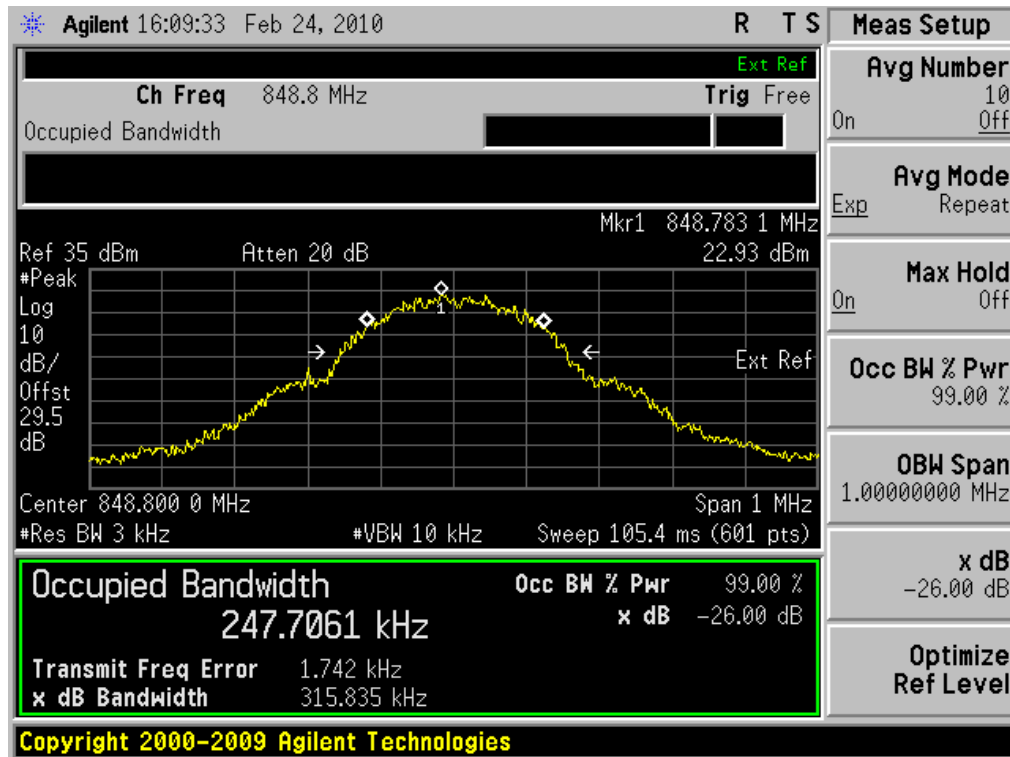 Agilent 16:09:33 Feb 24, 2010 R T S
Ext Ref
Ch Freq 848.8 MHz Trig Free
Occupied Bandwidth
Mkr1 848.783 1 MHz
Ref 35 dBm Atten 20 dB 22.93 dBm
#Peak
Log
10
dB/
Offst
29.5
dB
1
Ext Ref
Center 848.800 0 MHz Span 1 MHz
#Res BW 3 kHz #VBW 10 kHz Sweep 105.4 ms (601 pts)
Occupied Bandwidth Occ BW % Pwr 99.00 %
247.7061 kHz x dB -26.00 dB
Transmit Freq Error 1.742 kHz
x dB Bandwidth 315.835 kHz
Copyright 2000-2009 Agilent Technologies
Meas Setup
Avg Number
10
On Off
Avg Mode
Exp Repeat
Max Hold
On Off
Occ BW % Pwr
99.00 %
OBW Span
1.00000000 MHz
x dB
-26.00 dB
Optimize
Ref Level